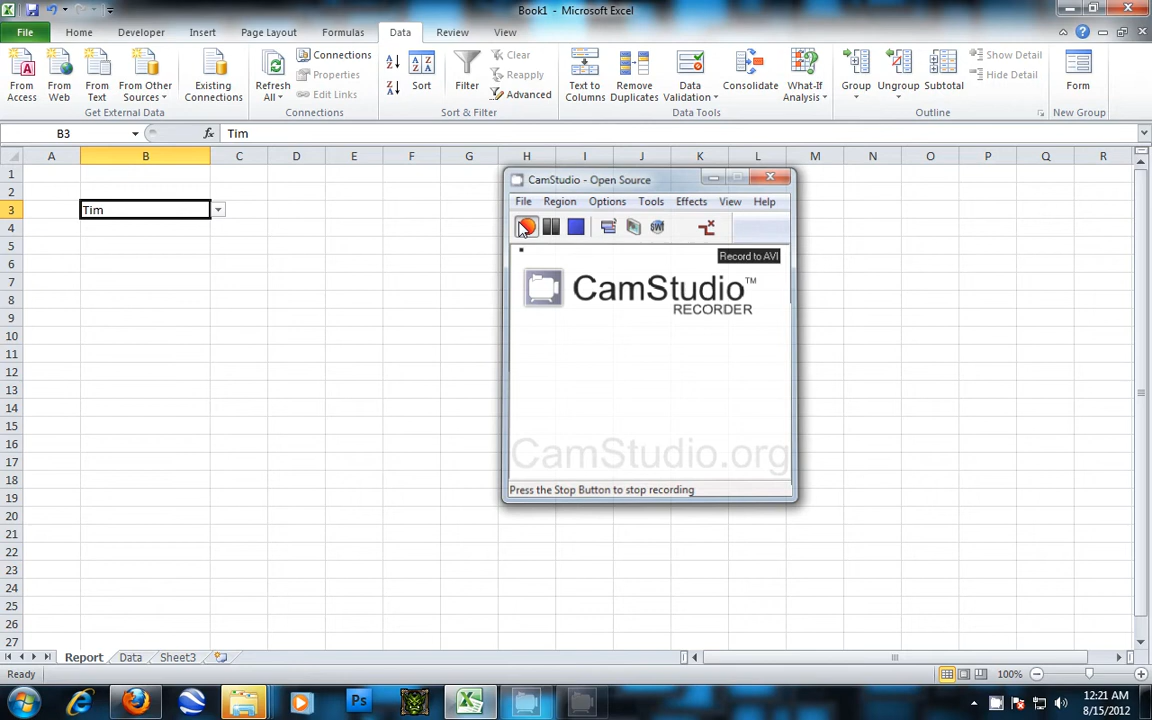 Book1 - Microsoft Excel
File Home Developer Insert Page Layout Formulas Data Review View
From Access
From Web
From Text
From Other Sources
Existing Connections
Get External Data
Refresh All
Connections
Properties
Edit Links
Connections
Sort
Filter
Clear
Reapply
Advanced
Sort & Filter
Text to Columns
Remove Duplicates
Data Validation
Consolidate
What-If Analysis
Data Tools
Group
Ungroup
Subtotal
Show Detail
Hide Detail
Outline
Form
New Group
B3 fx Tim
A B C D E F G H I J K L M N O P Q R
1
2
3 Tim
4
5
6
7
8
9
10
11
12
13
14
15
16
17
18
19
20
21
22
23
24
25
26
27
CamStudio - Open Source
File Region Options Tools Effects View Help
SWF
Record to AVI
CamStudio™
RECORDER
CamStudio.org
Press the Stop Button to stop recording
Report Data Sheet3
Ready
100%
Ps
12:21 AM
8/15/2012